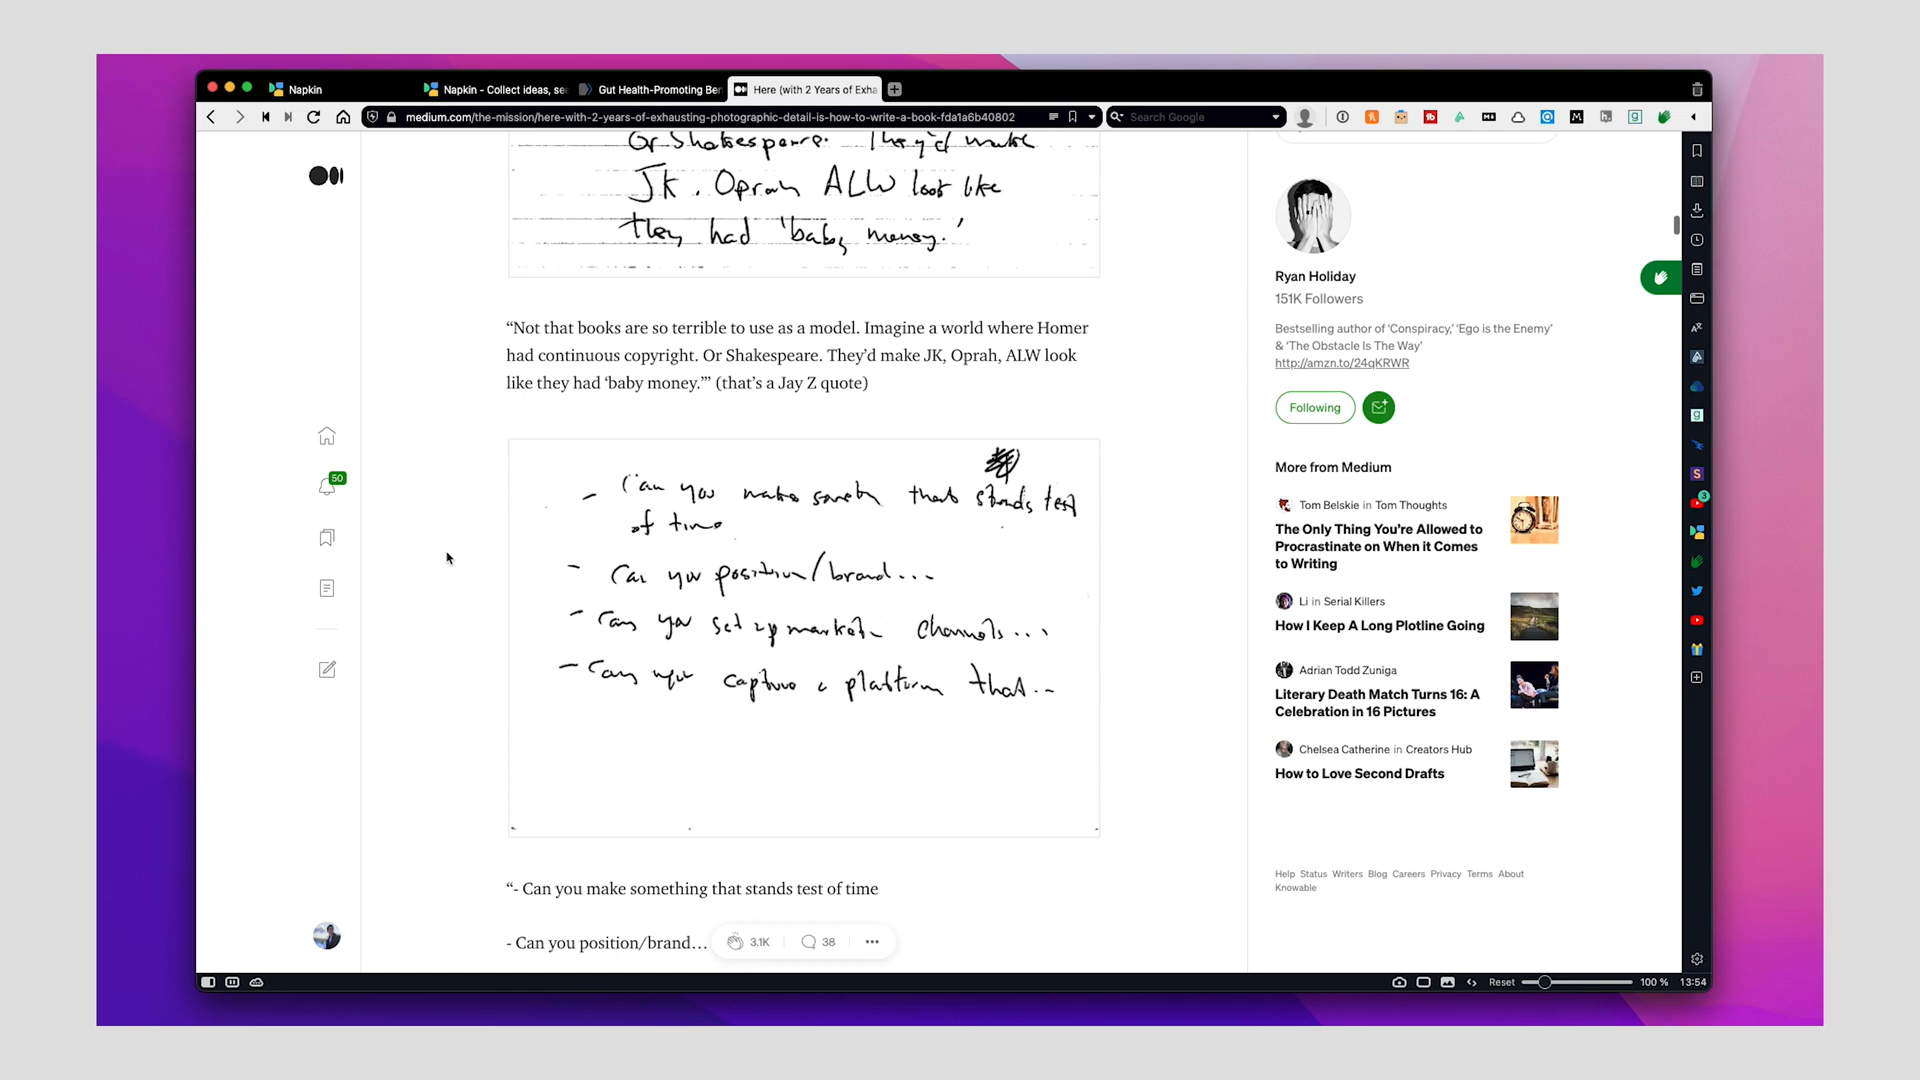 Napkin
Napkin - Collect ideas, se
Gut Health-Promoting Ber
Here (with 2 Years of Exha
medium.com/the-mission/here-with-2-years-of-exhausting-photographic-detail-is-how-to-write-a-book-fda1a6b40802
Search Google
Or Shakespeare. They'd make
JK, Oprah ALW look like
they had 'baby money.'
“Not that books are so terrible to use as a model. Imagine a world where Homer
had continuous copyright. Or Shakespeare. They’d make JK, Oprah, ALW look
like they had ‘baby money.’” (that’s a Jay Z quote)
- Can you make something that stands test
of time
- Can you position/brand...
- Can you set up marketing channels...
- Can you capture a platform that...
“- Can you make something that stands test of time
- Can you position/brand…
3.1K
38
50
Ryan Holiday
151K Followers
Bestselling author of ‘Conspiracy,’ ‘Ego is the Enemy’
& ‘The Obstacle Is The Way’
http://amzn.to/24qKRWR
Following
More from Medium
Tom Belskie in Tom Thoughts
The Only Thing You’re Allowed to
Procrastinate on When it Comes
to Writing
Li in Serial Killers
How I Keep A Long Plotline Going
Adrian Todd Zuniga
Literary Death Match Turns 16: A
Celebration in 16 Pictures
Chelsea Catherine in Creators Hub
How to Love Second Drafts
Help Status Writers Blog Careers Privacy Terms About
Knowable
3
Reset
100 %
13:54